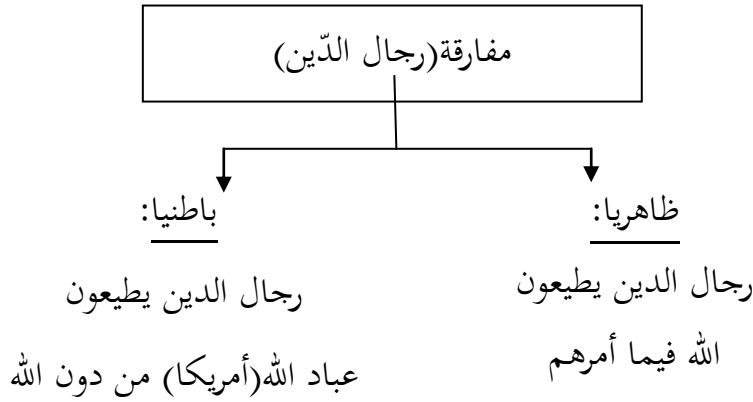 مفارقة(رجال الدّين)
ظاهريا:
رجال الدين يطيعون
الله فيما أمرهم
باطنيا:
رجال الدين يطيعون
عباد الله(أمريكا) من دون الله